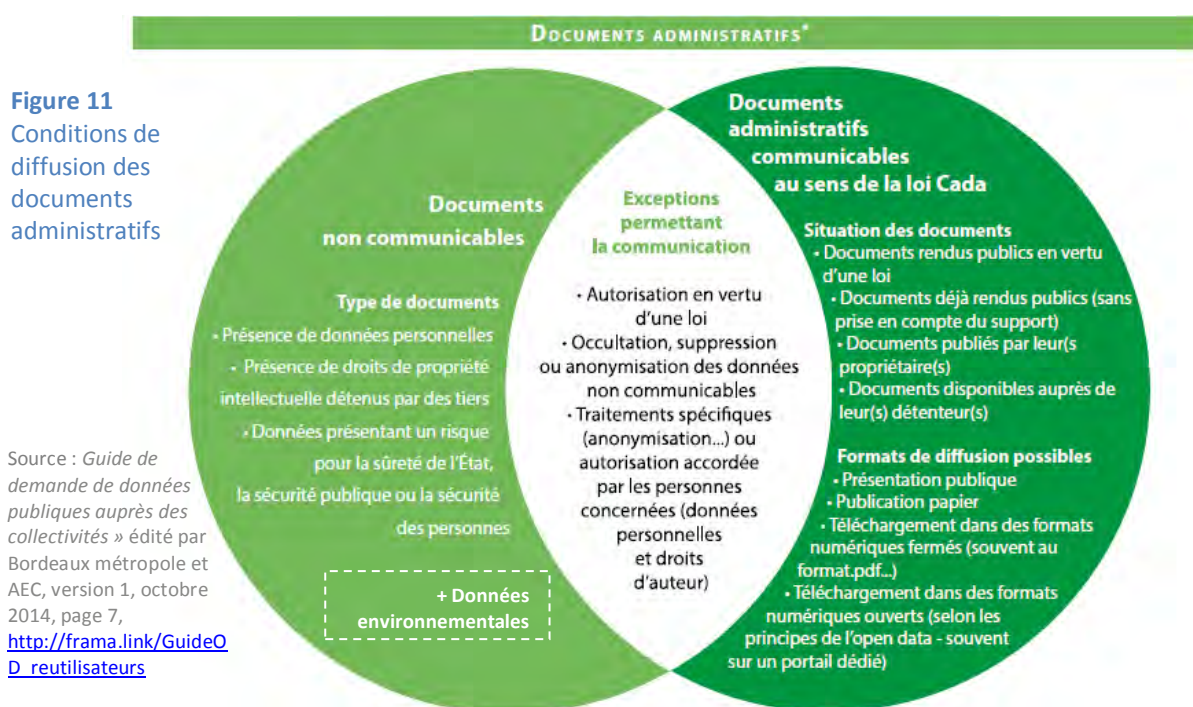 DOCUMENTS ADMINISTRATIFS*
Figure 11
Conditions de
diffusion des
documents
administratifs
Source : Guide de
demande de données
publiques auprès des
collectivités » édité par
Bordeaux métropole et
AEC, version 1, octobre
2014, page 7,
http://frama.link/GuideO
D_reutilisateurs
Documents
non communicables
Type de documents
• Présence de données personnelles
• Présence de droits de propriété
intellectuelle détenus par des tiers
• Données présentant un risque
pour la sûreté de l'État,
la sécurité publique ou la sécurité
des personnes
+ Données
environnementales
Exceptions
permettant
la communication
• Autorisation en vertu
d'une loi
• Occultation, suppression
ou anonymisation des données
non communicables
• Traitements spécifiques
(anonymisation...) ou
autorisation accordée
par les personnes
concernées (données
personnelles
et droits
d'auteur)
Documents
administratifs
communicables
au sens de la loi Cada
Situation des documents
• Documents rendus publics en vertu
d'une loi
• Documents déjà rendus publics (sans
prise en compte du support)
• Documents publiés par leur(s
propriétaire(s)
• Documents disponibles auprès de
leur(s) détenteur(s)
Formats de diffusion possibles
• Présentation publique
• Publication papier
• Téléchargement dans des formats
numériques fermés (souvent au
format.pdf...)
• Téléchargement dans des formats
numériques ouverts (selon les
principes de l'open data - souvent
sur un portail dédié)